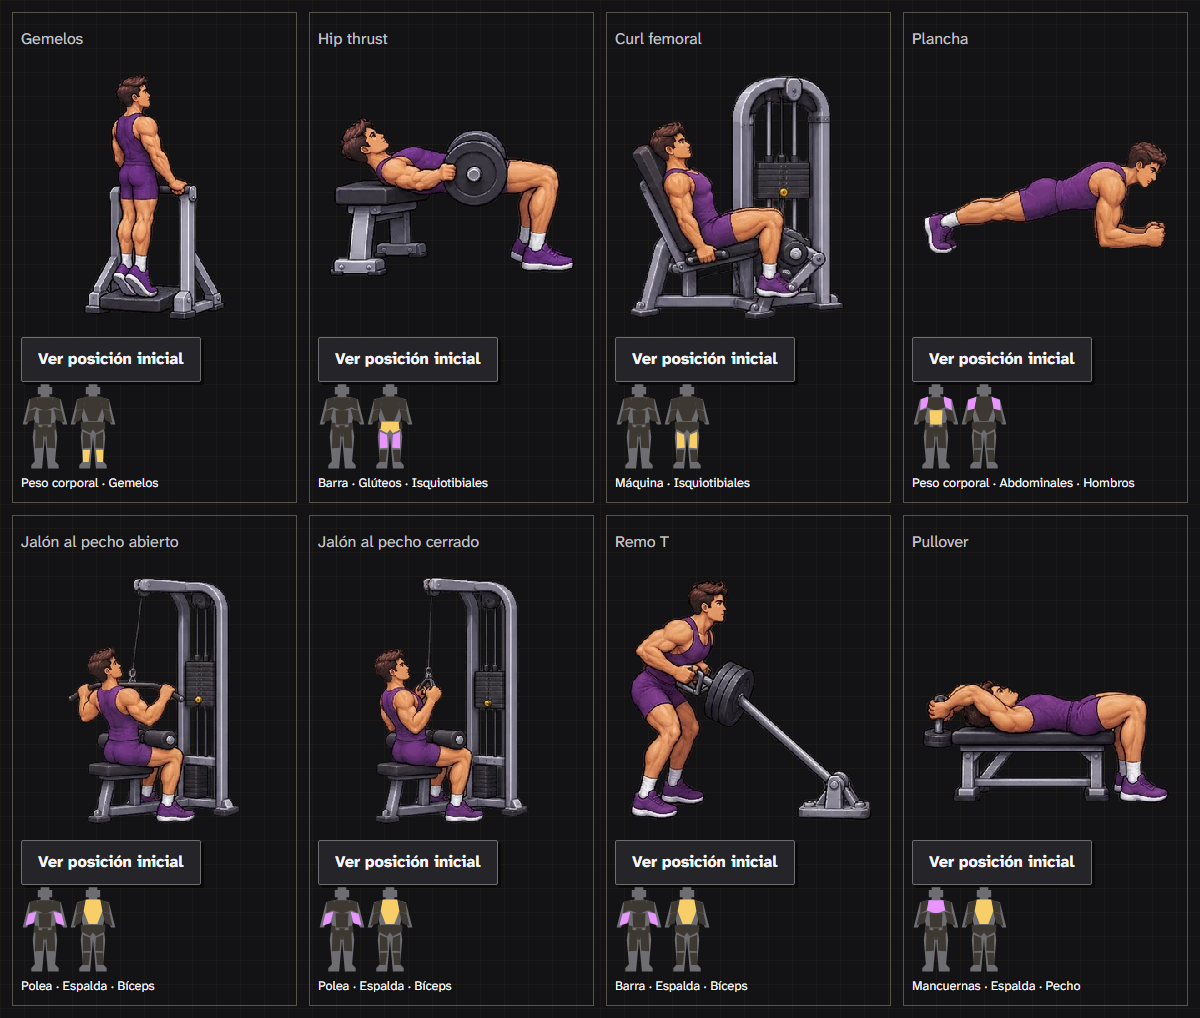 Gemelos
Ver posición inicial
Peso corporal · Gemelos
Hip thrust
Ver posición inicial
Barra · Glúteos · Isquiotibiales
Curl femoral
Ver posición inicial
Máquina · Isquiotibiales
Plancha
Ver posición inicial
Peso corporal · Abdominales · Hombros
Jalón al pecho abierto
Ver posición inicial
Polea · Espalda · Bíceps
Jalón al pecho cerrado
Ver posición inicial
Polea · Espalda · Bíceps
Remo T
Ver posición inicial
Barra · Espalda · Bíceps
Pullover
Ver posición inicial
Mancuernas · Espalda · Pecho